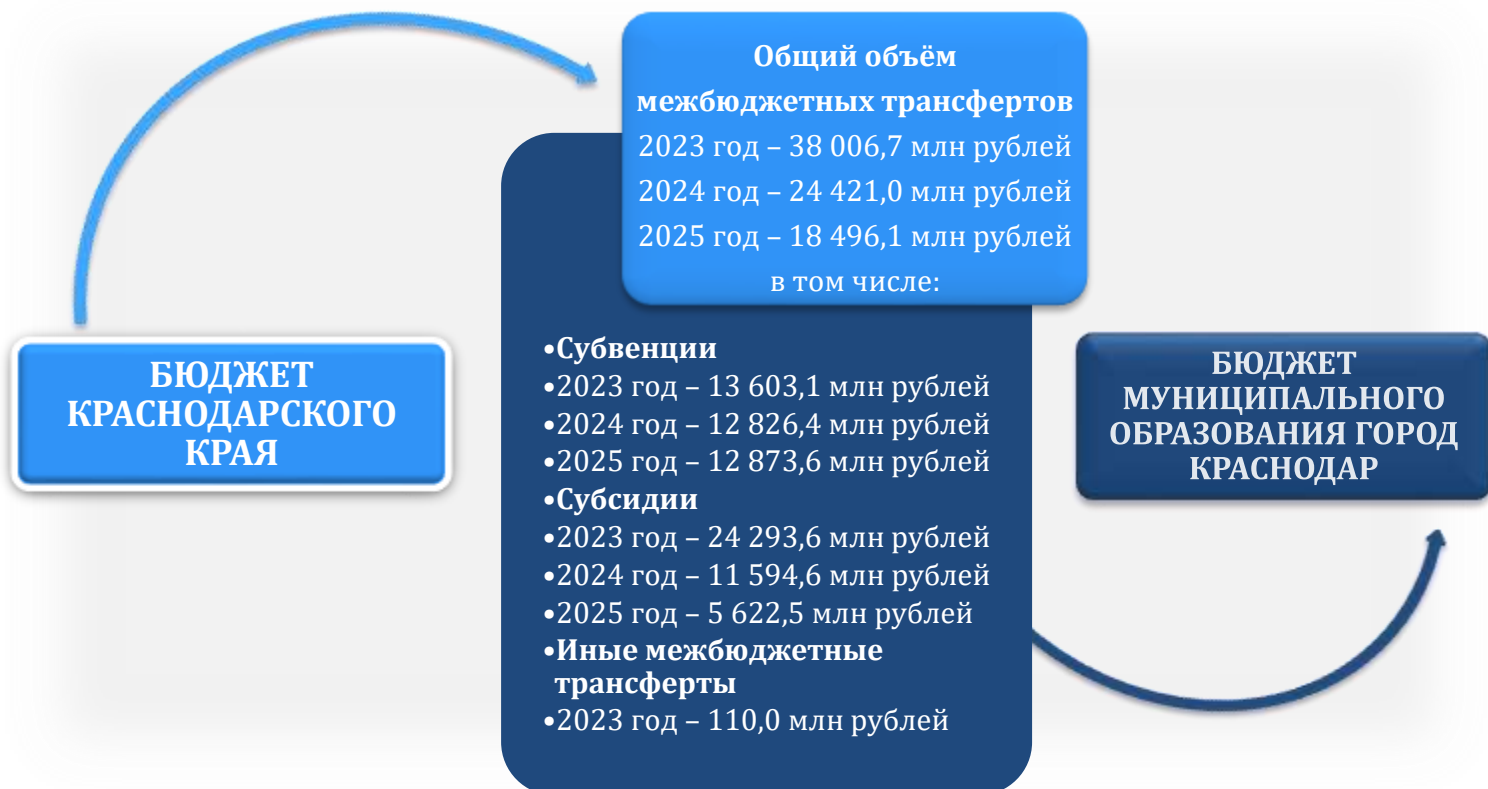 Общий объём
межбюджетных трансфертов
2023 год – 38 006,7 млн рублей
2024 год – 24 421,0 млн рублей
2025 год – 18 496,1 млн рублей
в том числе:
БЮДЖЕТ
КРАСНОДАРСКОГО
КРАЯ
•Субвенции
•2023 год – 13 603,1 млн рублей
•2024 год – 12 826,4 млн рублей
•2025 год – 12 873,6 млн рублей
•Субсидии
•2023 год – 24 293,6 млн рублей
•2024 год – 11 594,6 млн рублей
•2025 год – 5 622,5 млн рублей
•Иные межбюджетные
трансферты
•2023 год – 110,0 млн рублей
БЮДЖЕТ
МУНИЦИПАЛЬНОГО
ОБРАЗОВАНИЯ ГОРОД
КРАСНОДАР